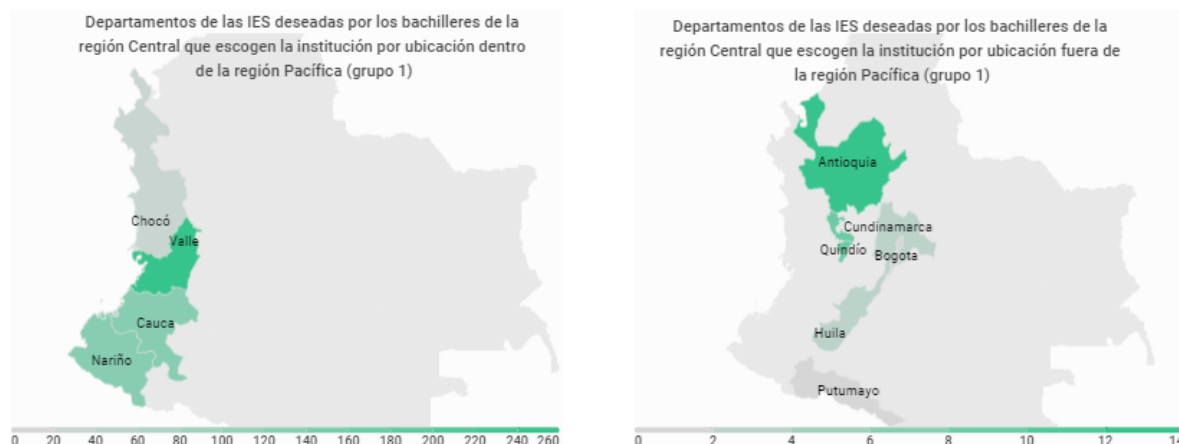 Departamentos de las IES deseadas por los bachilleres de la
región Central que escogen la institución por ubicación dentro
de la región Pacífica (grupo 1)
Chocó
Valle
Cauca
Nariño
0 20 40 60 80 100 120 140 160 180 200 220 240 260
Departamentos de las IES deseadas por los bachilleres de la
región Central que escogen la institución por ubicación fuera de
la región Pacífica (grupo 1)
Antioquia
Cundinamarca
Quindío
Bogota
Huila
Putumayo
0 2 4 6 8 10 12 14